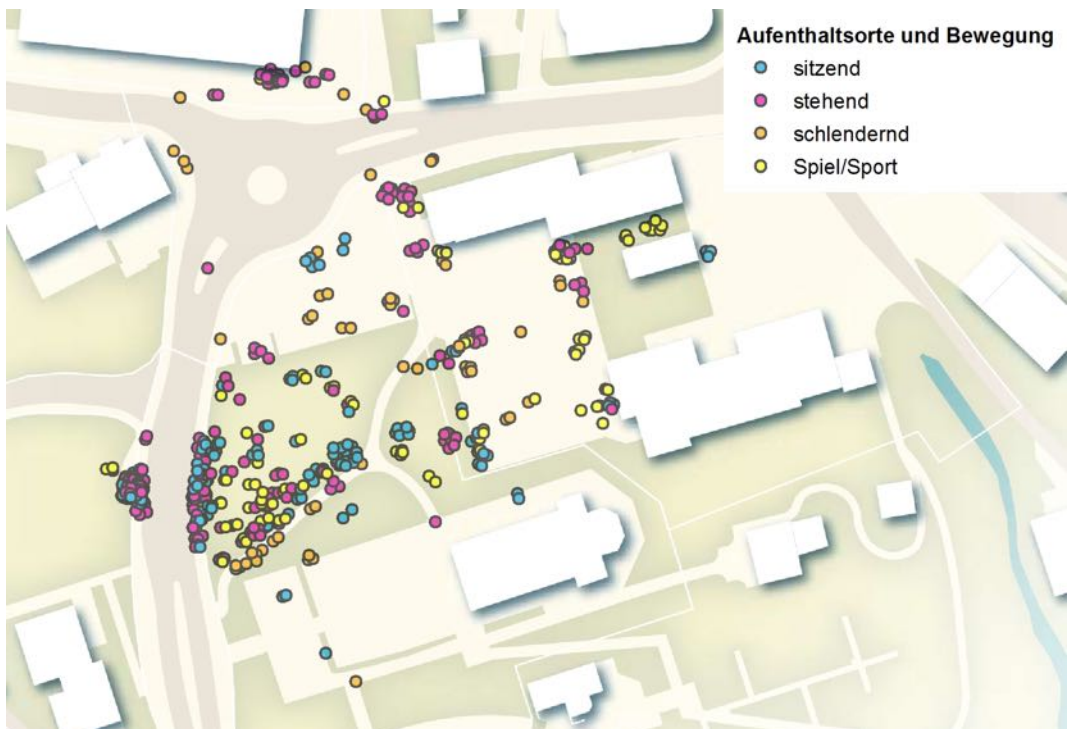 Aufenthaltsorte und Bewegung
sitzend
stehend
schlendernd
Spiel/Sport